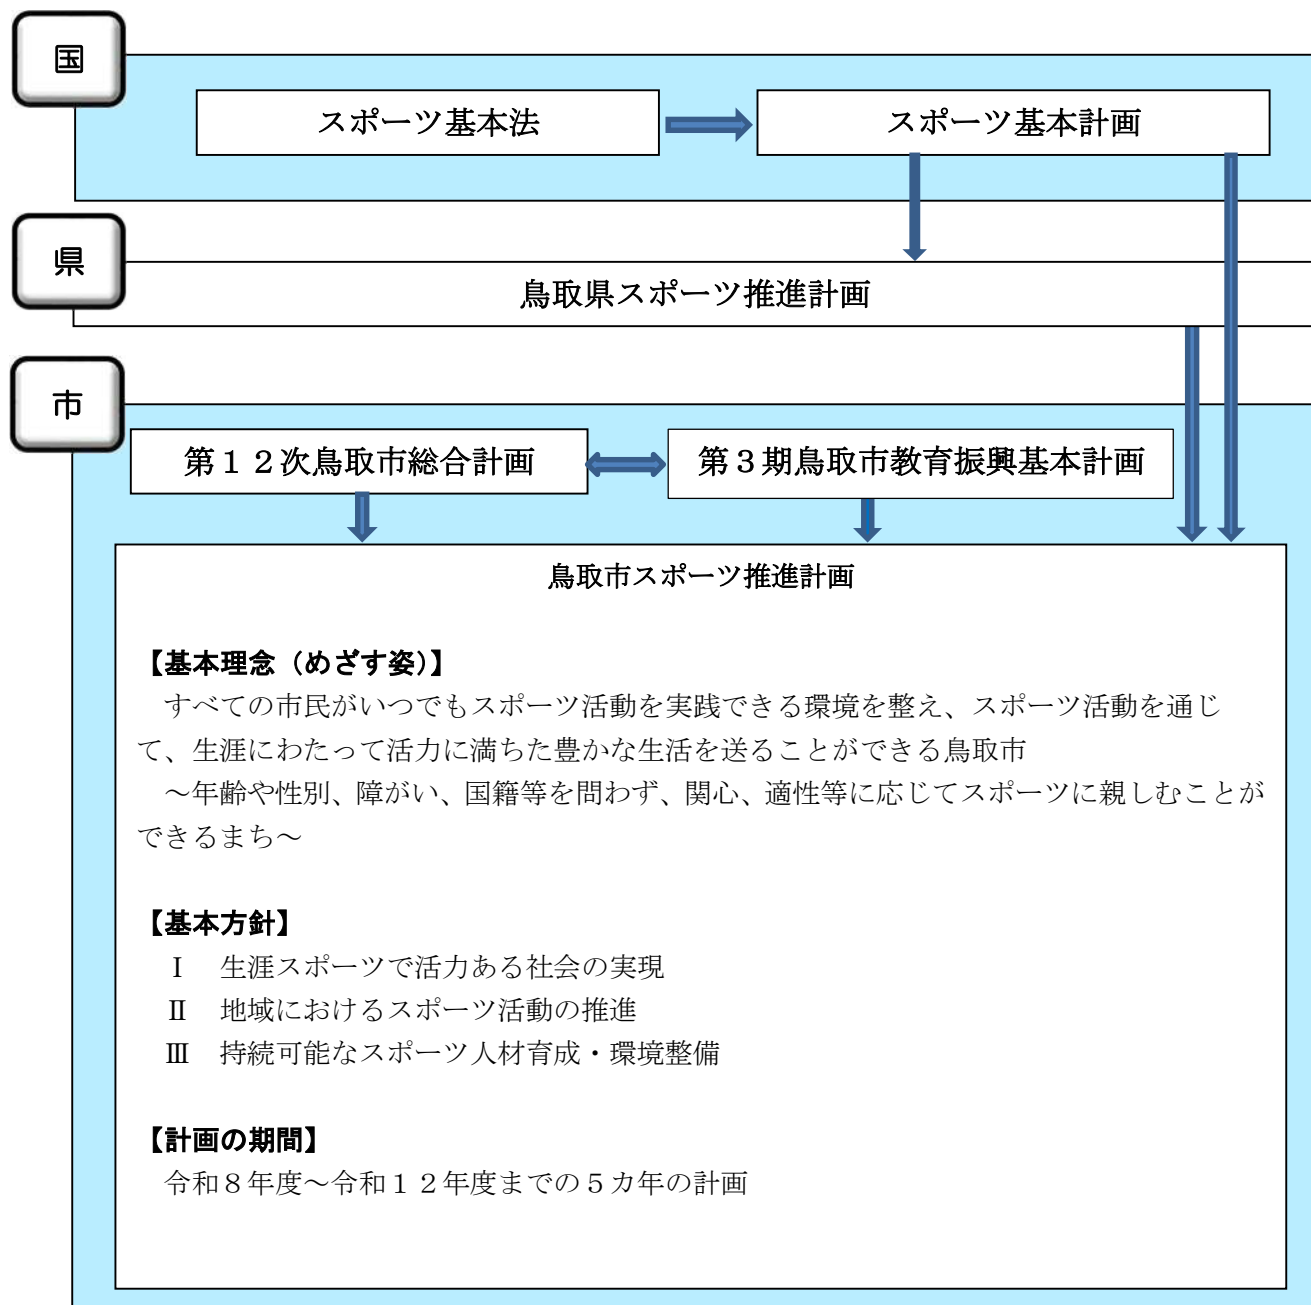 国
スポーツ基本法
スポーツ基本計画
県
鳥取県スポーツ推進計画
市
第１２次鳥取市総合計画
第３期鳥取市教育振興基本計画
鳥取市スポーツ推進計画
【基本理念（めざす姿）】
すべての市民がいつでもスポーツ活動を実践できる環境を整え、スポーツ活動を通じ
て、生涯にわたって活力に満ちた豊かな生活を送ることができる鳥取市
～年齢や性別、障がい、国籍等を問わず、関心、適性等に応じてスポーツに親しむことが
できるまち～
【基本方針】
Ⅰ　生涯スポーツで活力ある社会の実現
Ⅱ　地域におけるスポーツ活動の推進
Ⅲ　持続可能なスポーツ人材育成・環境整備
【計画の期間】
令和８年度～令和１２年度までの５カ年の計画